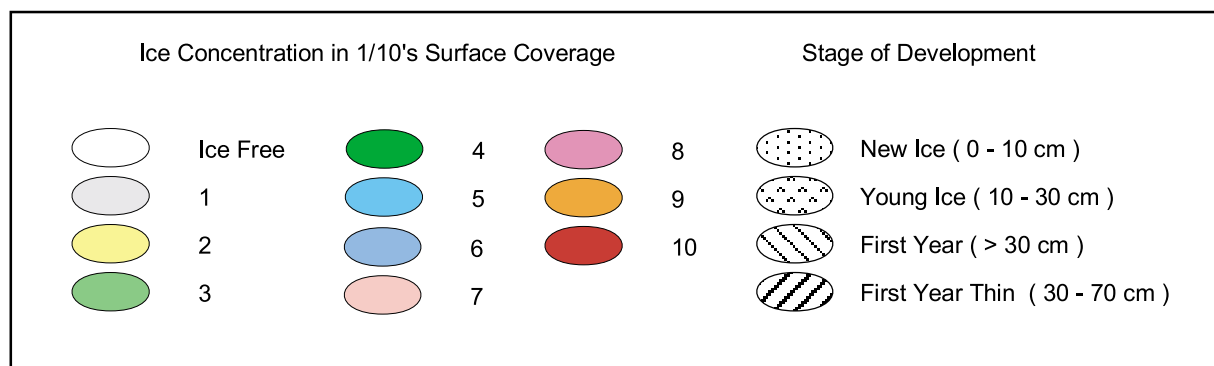 Ice Concentration in 1/10's Surface Coverage
Stage of Development
Ice Free
1
2
3
4
5
6
7
8
9
10
New Ice ( 0 - 10 cm )
Young Ice ( 10 - 30 cm )
First Year ( > 30 cm )
First Year Thin ( 30 - 70 cm )